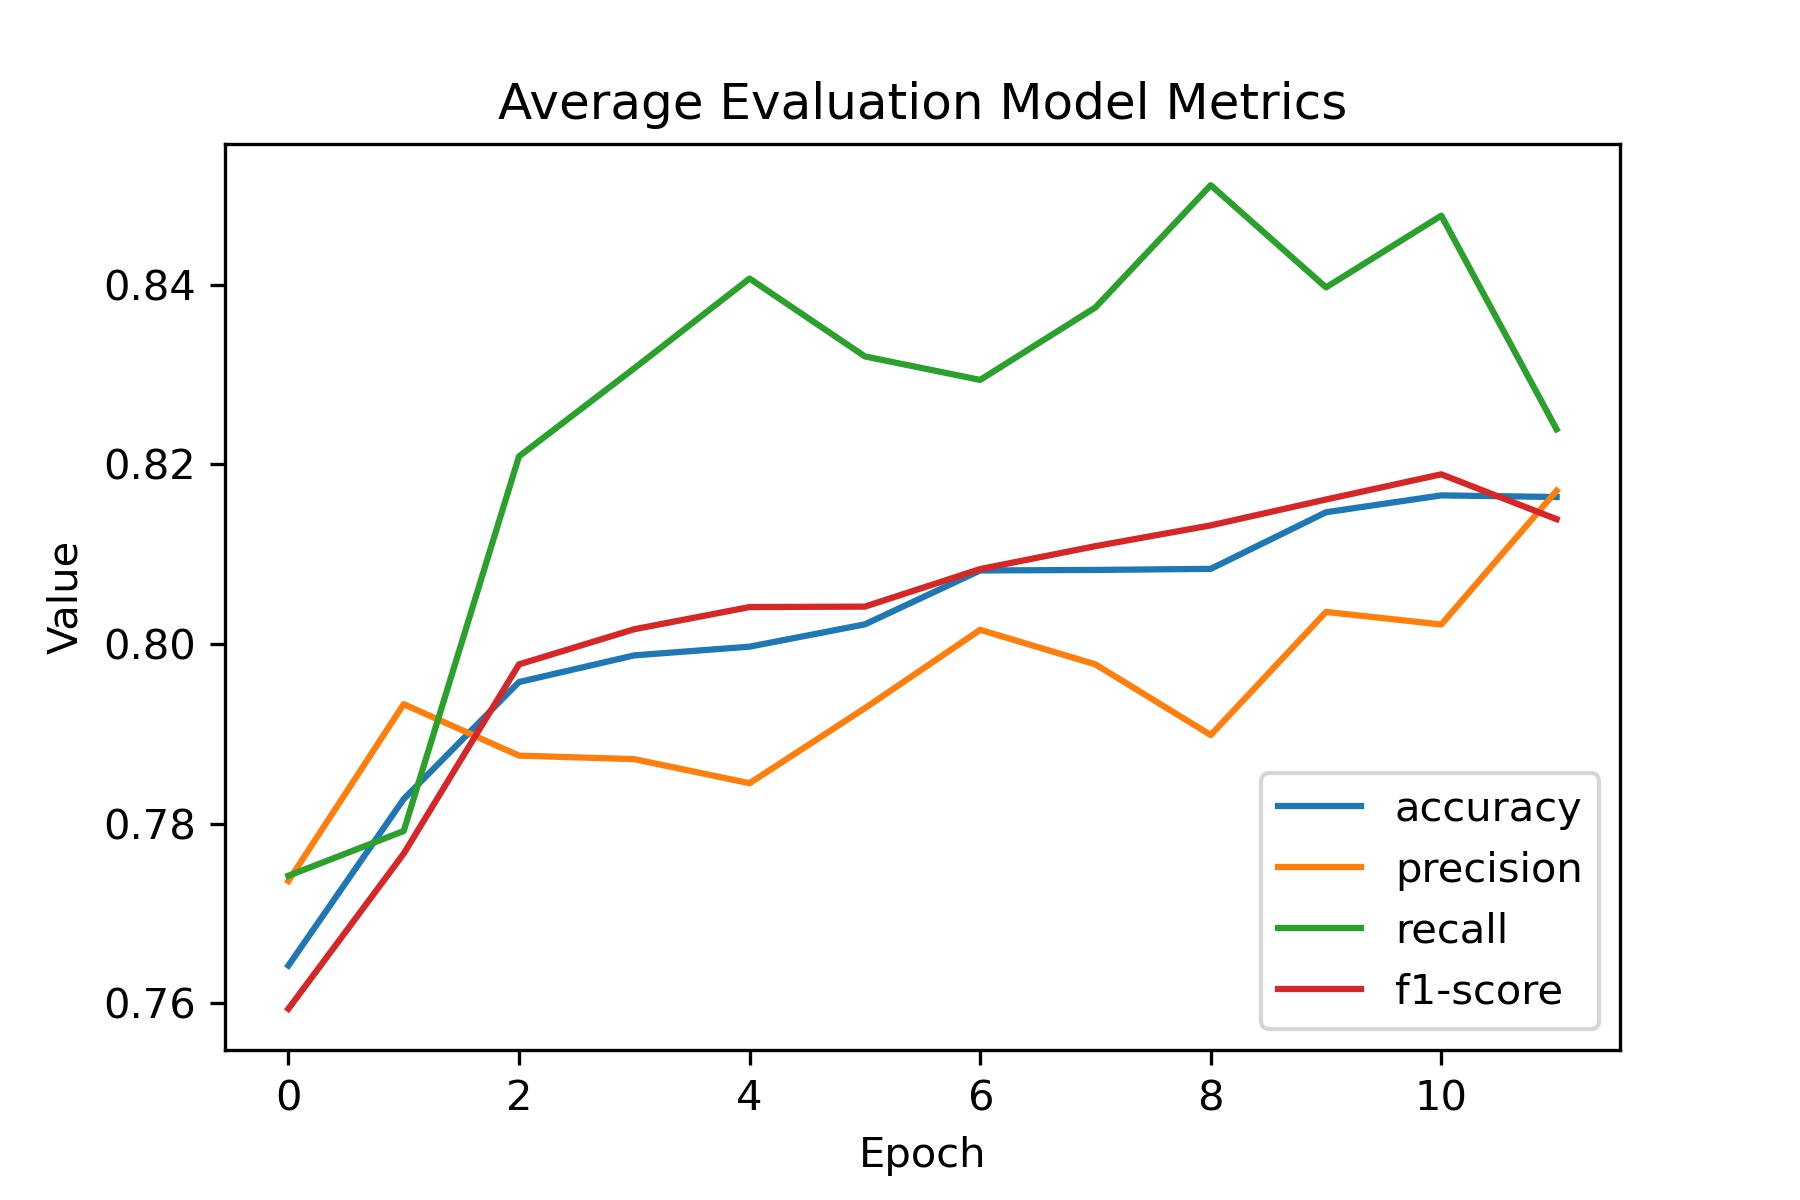 Average Evaluation Model Metrics
Value
0.84
0.82
0.80
0.78
0.76
accuracy
precision
recall
f1-score
0 2 4 6 8 10
Epoch